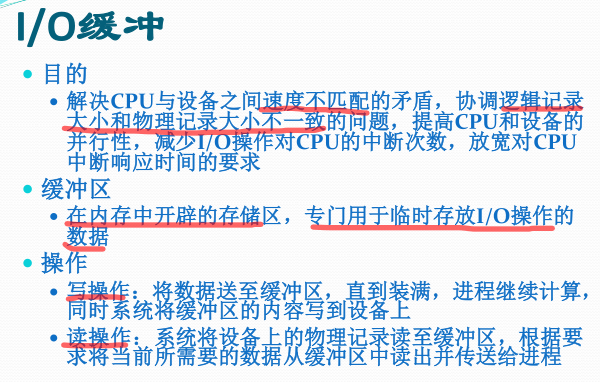 I/O缓冲
目的
解决CPU与设备之间速度不匹配的矛盾，协调逻辑记录
大小和物理记录大小不一致的问题，提高CPU和设备的
并行性，减少I/O操作对CPU的中断次数，放宽对CPU
中断响应时间的要求
缓冲区
在内存中开辟的存储区，专门用于临时存放I/O操作的
数据
操作
写操作：将数据送至缓冲区，直到装满，进程继续计算，
同时系统将缓冲区的内容写到设备上
读操作：系统将设备上的物理记录读至缓冲区，根据要
求将当前所需要的数据从缓冲区中读出并传送给进程